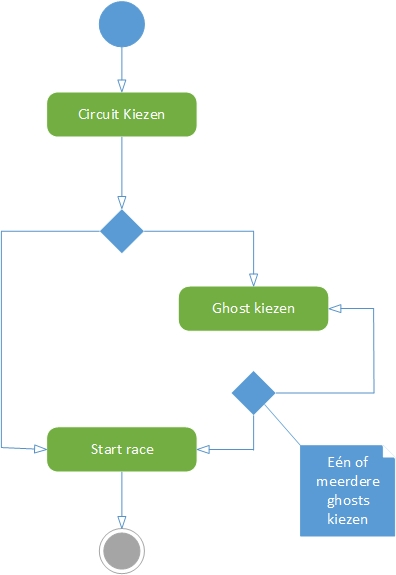 Circuit Kiezen
Ghost kiezen
Start race
Eén of
meerdere
ghosts
kiezen